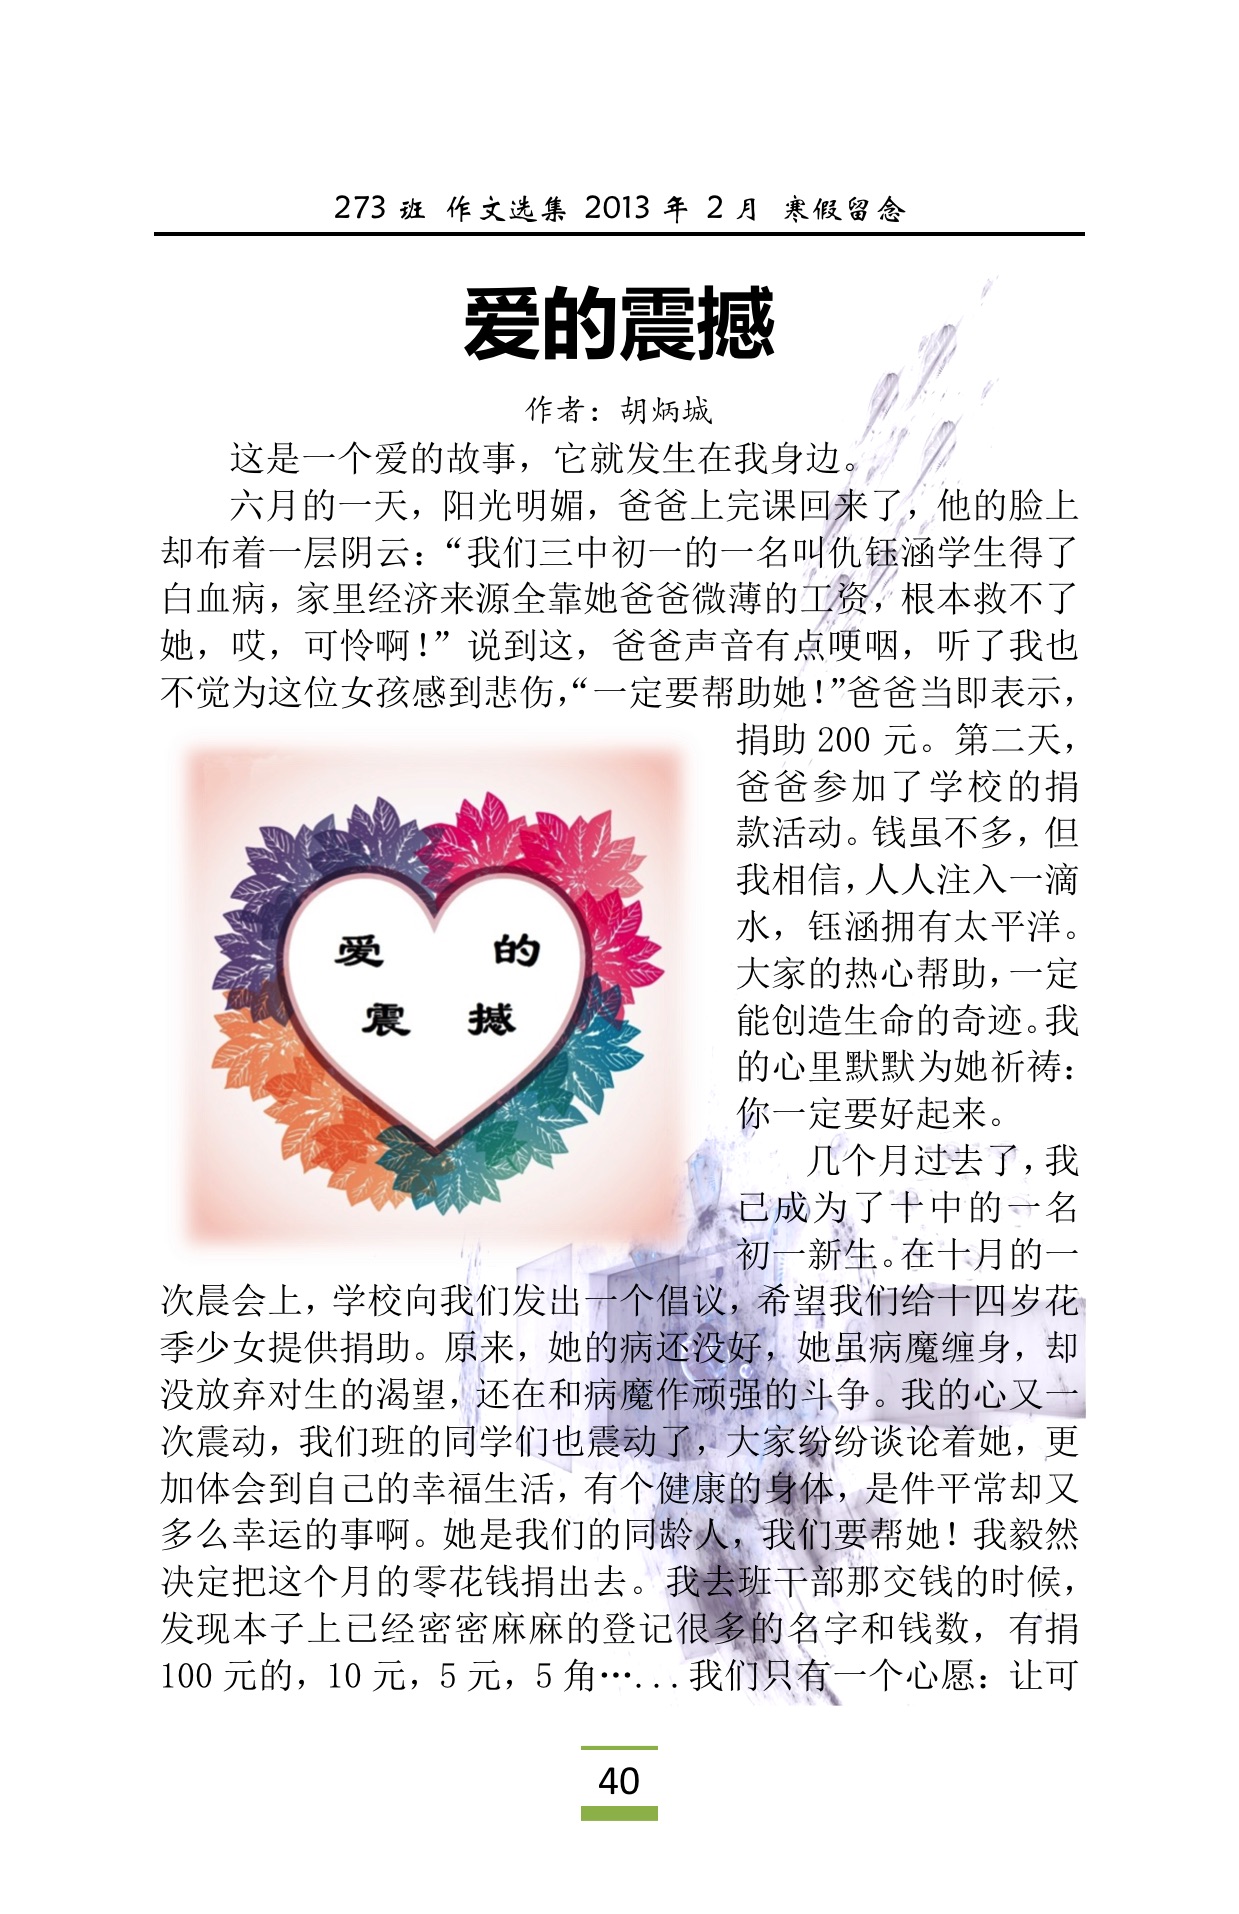 273 班 作文选集 2013 年 2 月 寒假留念
爱的震撼
作者：胡炳城
这是一个爱的故事，它就发生在我身边。
六月的一天，阳光明媚，爸爸上完课回来了，他的脸上
却布着一层阴云：“我们三中初一的一名叫仇钰涵学生得了
白血病，家里经济来源全靠她爸爸微薄的工资，根本救不了
她，哎，可怜啊！”说到这，爸爸声音有点哽咽，听了我也
不觉为这位女孩感到悲伤，“一定要帮助她！”爸爸当即表示，
捐助 200 元。第二天，
爸爸参加了学校的捐
款活动。钱虽不多，但
我相信，人人注入一滴
水，钰涵拥有太平洋。
大家的热心帮助，一定
能创造生命的奇迹。我
的心里默默为她祈祷：
你一定要好起来。
爱 的
震 撼
几个月过去了，我
已成为了十中的一名
初一新生。在十月的一
次晨会上，学校向我们发出一个倡议，希望我们给十四岁花
季少女提供捐助。原来，她的病还没好，她虽病魔缠身，却
没放弃对生的渴望，还在和病魔作顽强的斗争。我的心又一
次震动，我们班的同学们也震动了，大家纷纷谈论着她，更
加体会到自己的幸福生活，有个健康的身体，是件平常却又
多么幸运的事啊。她是我们的同龄人，我们要帮她！我毅然
决定把这个月的零花钱捐出去。我去班干部那交钱的时候，
发现本子上已经密密麻麻的登记很多的名字和钱数，有捐
100 元的，10 元，5 元，5 角…...我们只有一个心愿：让可
40